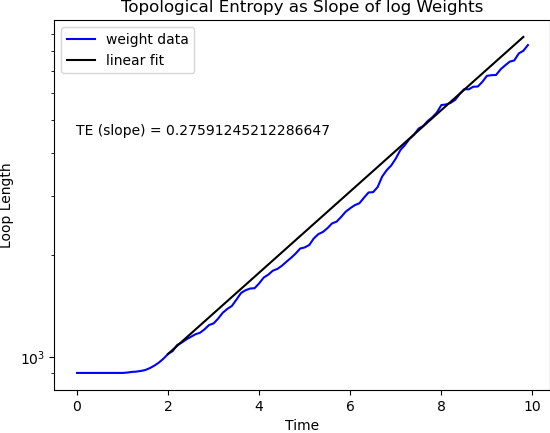 Topological Entropy as Slope of log Weights
weight data
linear fit
TE (slope) = 0.27591245212286647
Loop Length
10³
0 2 4 6 8 10
Time